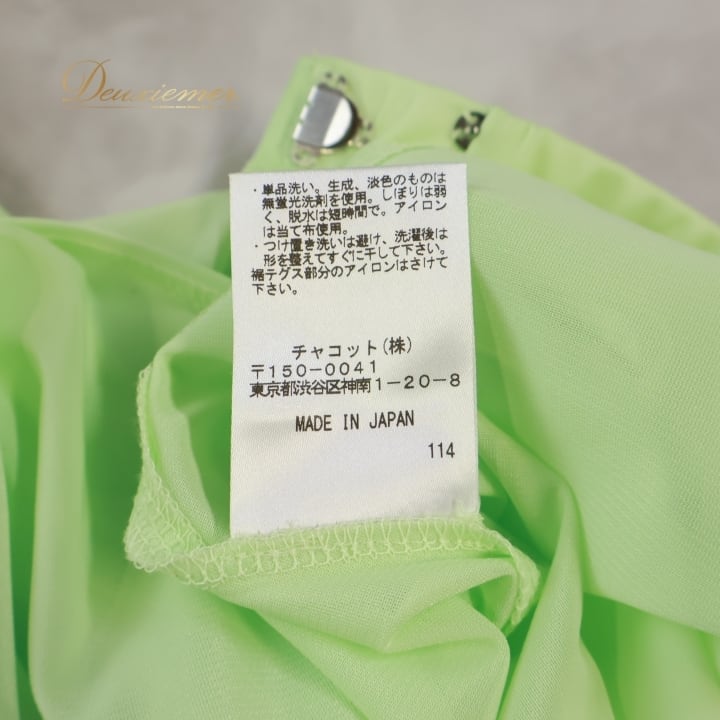 Deuxiemer
・単品洗い。生成、淡色のものは
無蛍光洗剤を使用。しぼりは弱
く、脱水は短時間で。アイロン
は当て布使用。
・つけ置き洗いは避け、洗濯後は
形を整えてすぐに干して下さい。
裾テグス部分のアイロンはさけて
下さい。
チャコット(株)
〒150-0041
東京都渋谷区神南1-20-8
MADE IN JAPAN
114